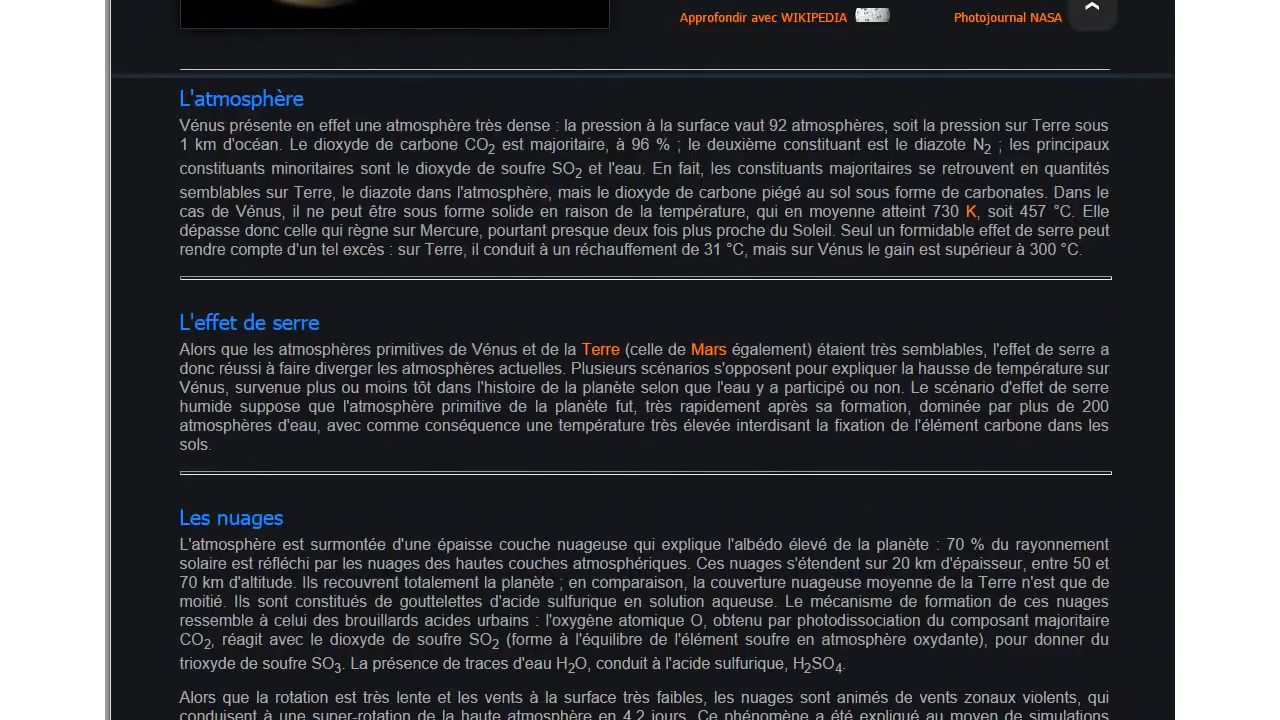 Approfondir avec WIKIPEDIA Photojournal NASA
L'atmosphère
Vénus présente en effet une atmosphère très dense : la pression à la surface vaut 92 atmosphères, soit la pression sur Terre sous
1 km d'océan. Le dioxyde de carbone CO2 est majoritaire, à 96 % ; le deuxième constituant est le diazote N2 ; les principaux
constituants minoritaires sont le dioxyde de soufre SO2 et l'eau. En fait, les constituants majoritaires se retrouvent en quantités
semblables sur Terre, le diazote dans l'atmosphère, mais le dioxyde de carbone piégé au sol sous forme de carbonates. Dans le
cas de Vénus, il ne peut être sous forme solide en raison de la température, qui en moyenne atteint 730 K, soit 457 °C. Elle
dépasse donc celle qui règne sur Mercure, pourtant presque deux fois plus proche du Soleil. Seul un formidable effet de serre peut
rendre compte d'un tel excès : sur Terre, il conduit à un réchauffement de 31 °C, mais sur Vénus le gain est supérieur à 300 °C.
L'effet de serre
Alors que les atmosphères primitives de Vénus et de la Terre (celle de Mars également) étaient très semblables, l'effet de serre a
donc réussi à faire diverger les atmosphères actuelles. Plusieurs scénarios s'opposent pour expliquer la hausse de température sur
Vénus, survenue plus ou moins tôt dans l'histoire de la planète selon que l'eau y a participé ou non. Le scénario d'effet de serre
humide suppose que l'atmosphère primitive de la planète fut, très rapidement après sa formation, dominée par plus de 200
atmosphères d'eau, avec comme conséquence une température très élevée interdisant la fixation de l'élément carbone dans les
sols.
Les nuages
L'atmosphère est surmontée d'une épaisse couche nuageuse qui explique l'albédo élevé de la planète : 70 % du rayonnement
solaire est réfléchi par les nuages des hautes couches atmosphériques. Ces nuages s'étendent sur 20 km d'épaisseur, entre 50 et
70 km d'altitude. Ils recouvrent totalement la planète ; en comparaison, la couverture nuageuse moyenne de la Terre n'est que de
moitié. Ils sont constitués de gouttelettes d'acide sulfurique en solution aqueuse. Le mécanisme de formation de ces nuages
ressemble à celui des brouillards acides urbains : l'oxygène atomique O, obtenu par photodissociation du composant majoritaire
CO2, réagit avec le dioxyde de soufre SO2 (forme à l'équilibre de l'élément soufre en atmosphère oxydante), pour donner du
trioxyde de soufre SO3. La présence de traces d'eau H2O, conduit à l'acide sulfurique, H2SO4.
Alors que la rotation est très lente et les vents à la surface très faibles, les nuages sont animés de vents zonaux violents, qui
conduisent à une super-rotation de la haute atmosphère en 4,2 jours. Ce phénomène a été expliqué au moyen de simulations